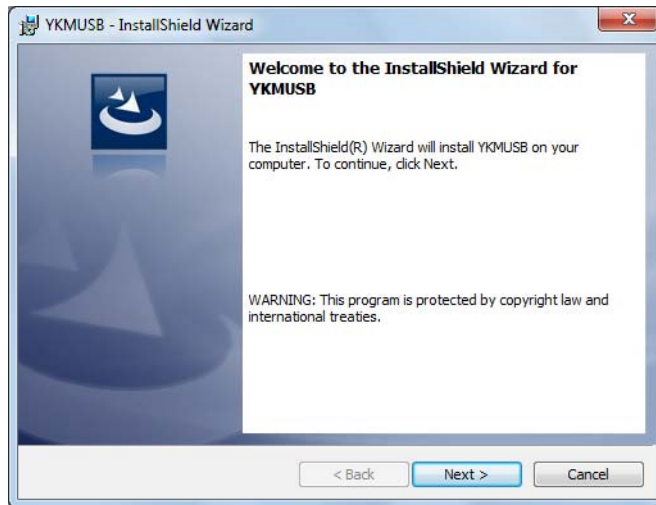 YKMUSB - InstallShield Wizard
Welcome to the InstallShield Wizard for
YKMUSB
The InstallShield(R) Wizard will install YKMUSB on your
computer. To continue, click Next.
WARNING: This program is protected by copyright law and
international treaties.
< Back
Next >
Cancel